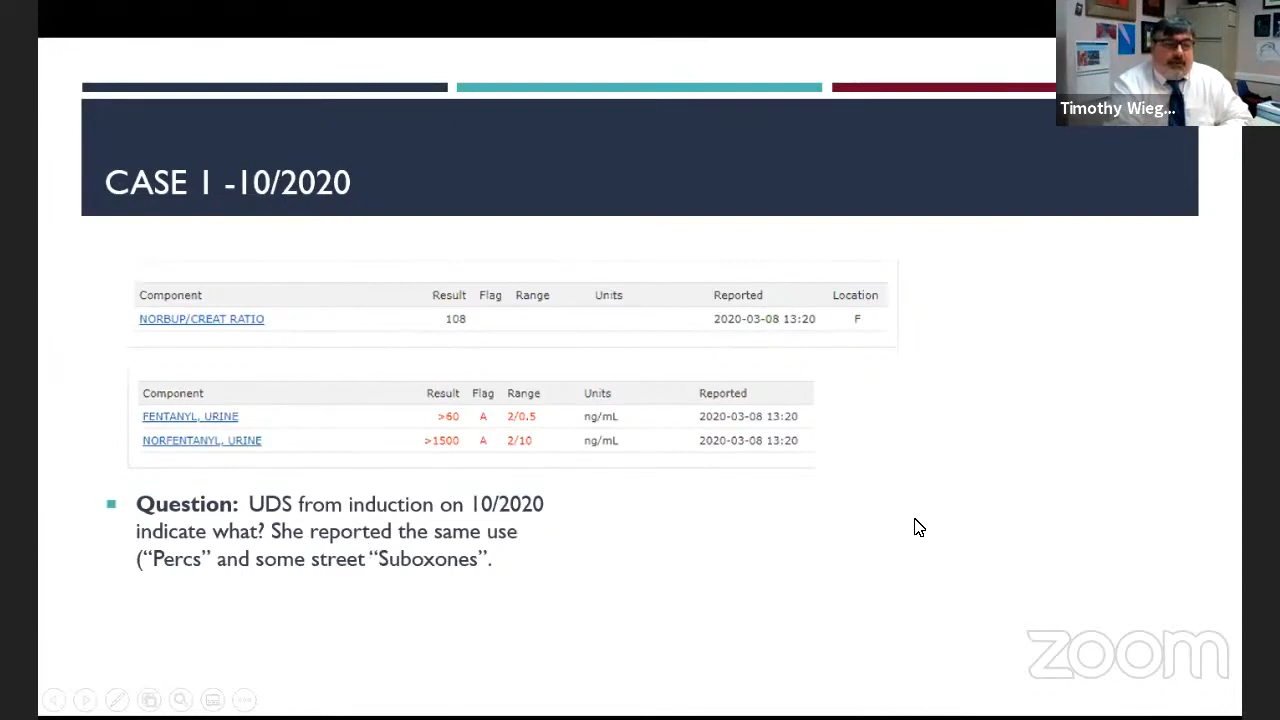 Timothy Wieg...
CASE 1 -10/2020
Component Result Flag Range Units Reported Location
NORBUP/CREAT RATIO 108 2020-03-08 13:20 F
Component Result Flag Range Units Reported
FENTANYL, URINE >60 A 2/0.5 ng/mL 2020-03-08 13:20
NORFENTANYL, URINE >1500 A 2/10 ng/mL 2020-03-08 13:20
Question: UDS from induction on 10/2020
indicate what? She reported the same use
(“Percs” and some street “Suboxones”.
zoom